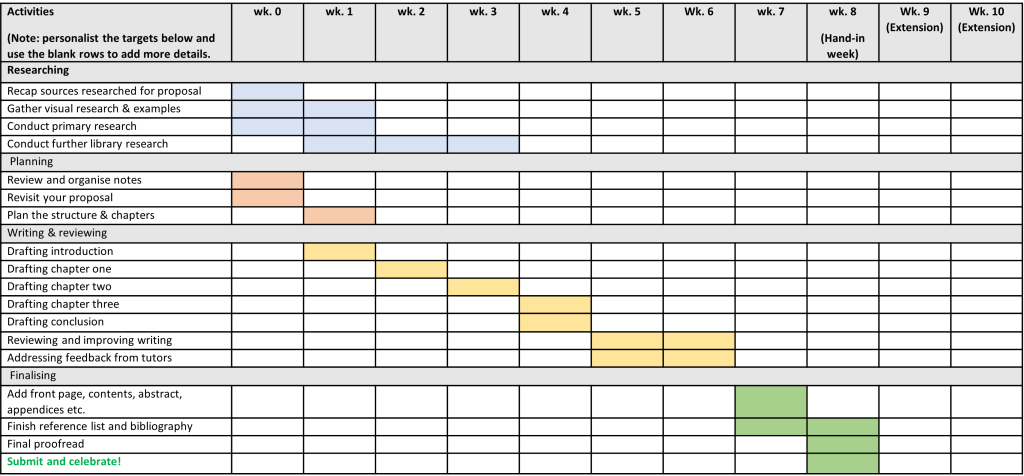 Activities wk. 0 wk. 1 wk. 2 wk. 3 wk. 4 wk. 5 Wk. 6 wk. 7 wk. 8 Wk. 9 Wk. 10
(Extension) (Extension)
(Note: personalist the targets below and (Hand-in
use the blank rows to add more details. week)
Researching
Recap sources researched for proposal
Gather visual research & examples
Conduct primary research
Conduct further library research
Planning
Review and organise notes
Revisit your proposal
Plan the structure & chapters
Writing & reviewing
Drafting introduction
Drafting chapter one
Drafting chapter two
Drafting chapter three
Drafting conclusion
Reviewing and improving writing
Addressing feedback from tutors
Finalising
Add front page, contents, abstract,
appendices etc.
Finish reference list and bibliography
Final proofread
Submit and celebrate!